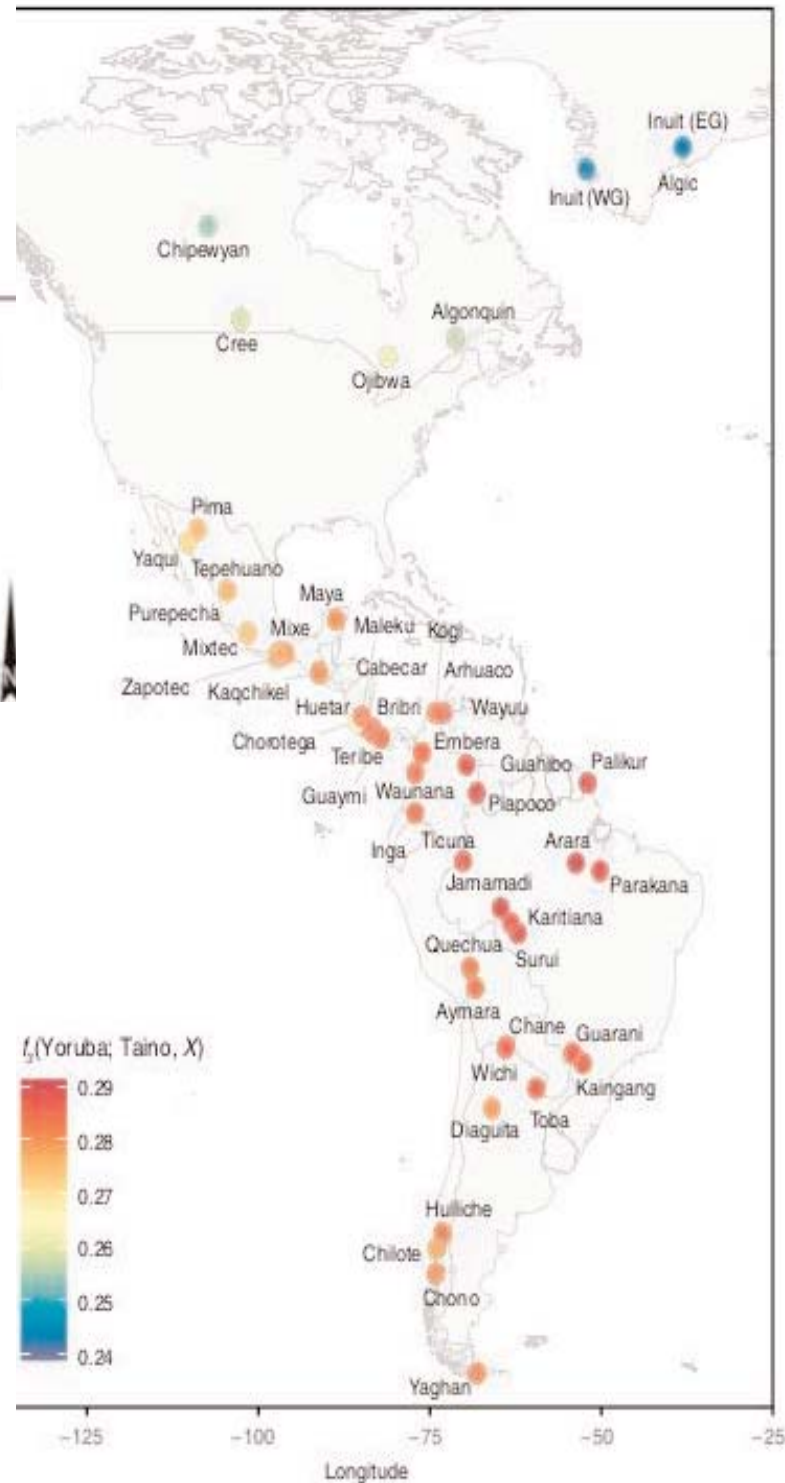 Inuit (EG)
Inuit (WG)
Algic
Chipewyan
Algonquin
Cree
Ojibwa
Pima
Yaqui
Tepehuano
Maya
Purepecha
Mixe
Maleku
Kogi
Mixtec
Cabecar
Arhuaco
Zapotec
Kaqchikel
Huetar
Bribri
Wayuu
Chorotega
Embera
Teribe
Guahibo
Palikur
Guaymi
Waunana
Piapoco
Inga
Ticuna
Arara
Jamamadi
Parakana
Karitiana
Quechua
Surui
Aymara
Chane
Guarani
Wichi
Kaingang
Diaguita
Toba
Huilliche
Chilote
Chono
Yaghan
f₃(Yoruba; Taino, X)
0.29
0.28
0.27
0.26
0.25
0.24
−125
−100
−75
−50
−25
Longitude